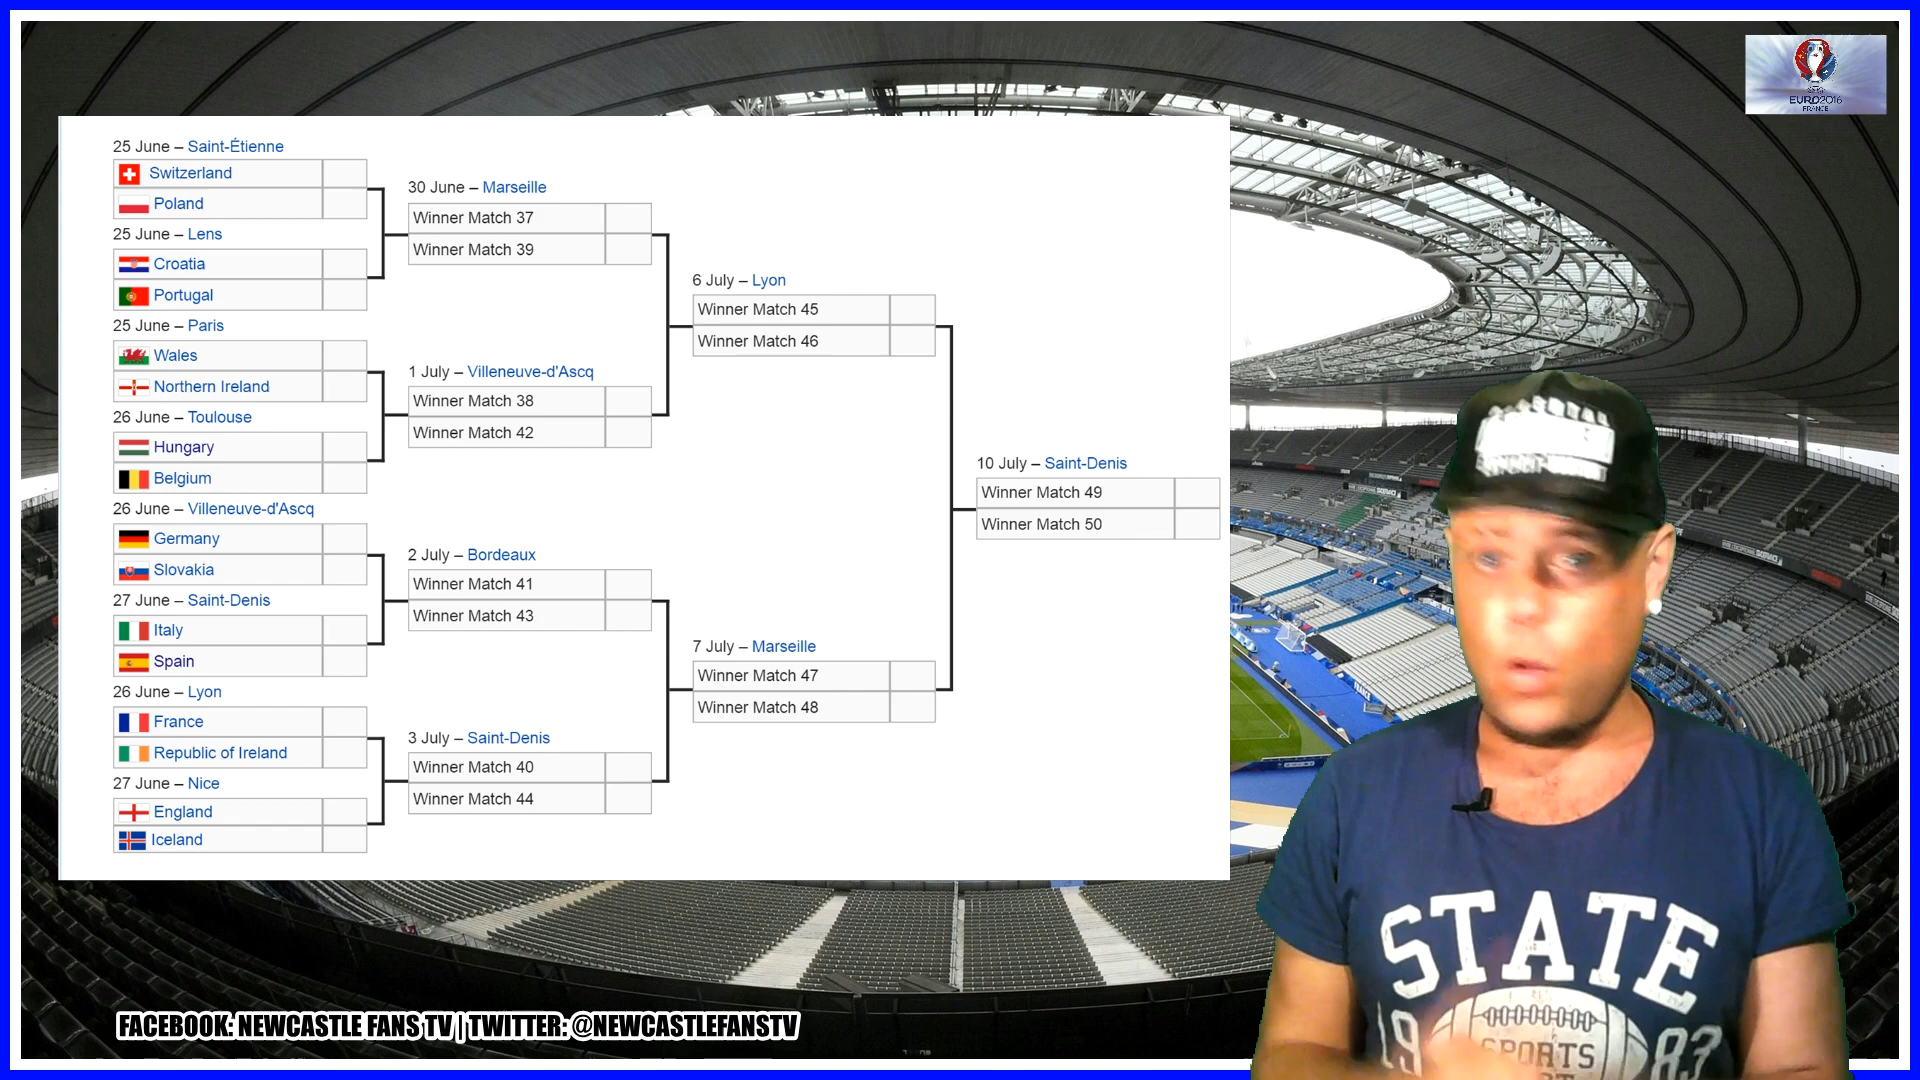 EURO2016
FRANCE
25 June – Saint-Étienne
Switzerland
Poland
25 June – Lens
Croatia
Portugal
25 June – Paris
Wales
Northern Ireland
26 June – Toulouse
Hungary
Belgium
26 June – Villeneuve-d'Ascq
Germany
Slovakia
27 June – Saint-Denis
Italy
Spain
26 June – Lyon
France
Republic of Ireland
27 June – Nice
England
Iceland
30 June – Marseille
Winner Match 37
Winner Match 39
1 July – Villeneuve-d'Ascq
Winner Match 38
Winner Match 42
2 July – Bordeaux
Winner Match 41
Winner Match 43
3 July – Saint-Denis
Winner Match 40
Winner Match 44
6 July – Lyon
Winner Match 45
Winner Match 46
7 July – Marseille
Winner Match 47
Winner Match 48
10 July – Saint-Denis
Winner Match 49
Winner Match 50
STATE
19 83
SPORTS
FACEBOOK: NEWCASTLE FANS TV | TWITTER: @NEWCASTLEFANSTV